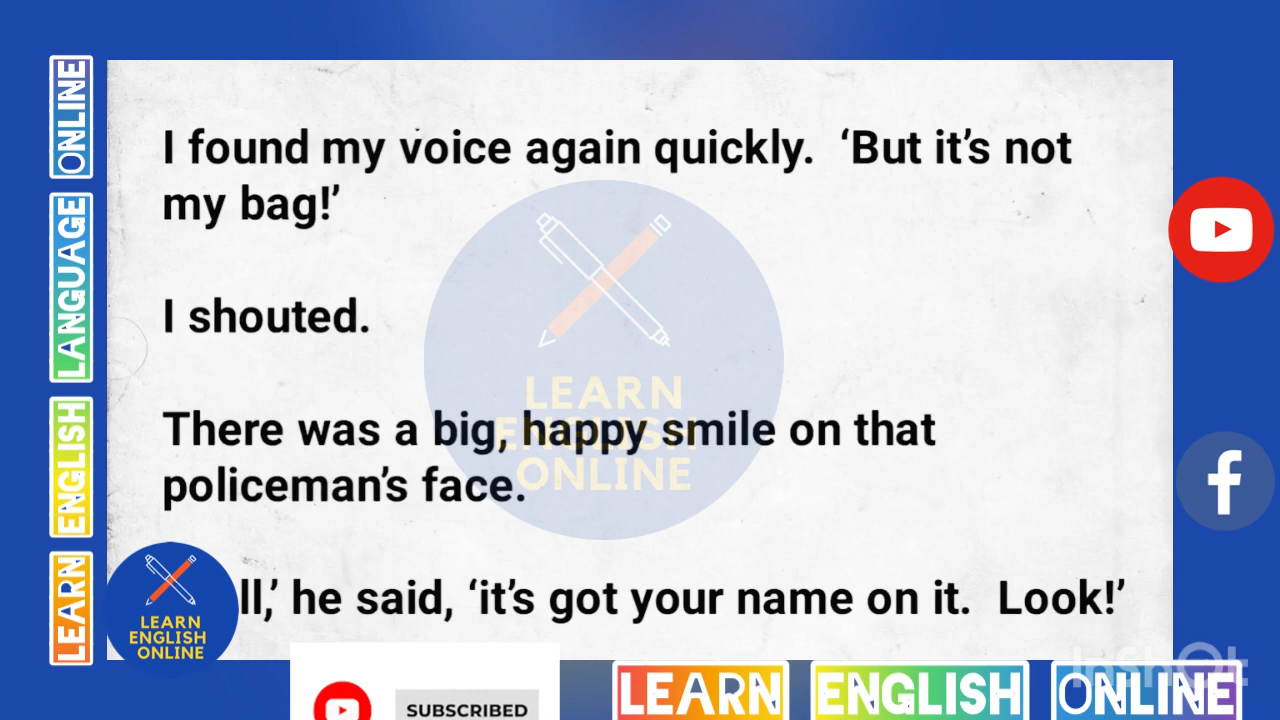 I found my voice again quickly. ‘But it’s not
my bag!’
I shouted.
There was a big, happy smile on that
policeman’s face.
ll,’ he said, ‘it’s got your name on it. Look!’
LEARN
ENGLISH
ONLINE
LEARN ENGLISH LANGUAGE ONLINE
LEARN
ENGLISH
ONLINE
SUBSCRIBED
LEARN ENGLISH ONLINE
InShOt
f